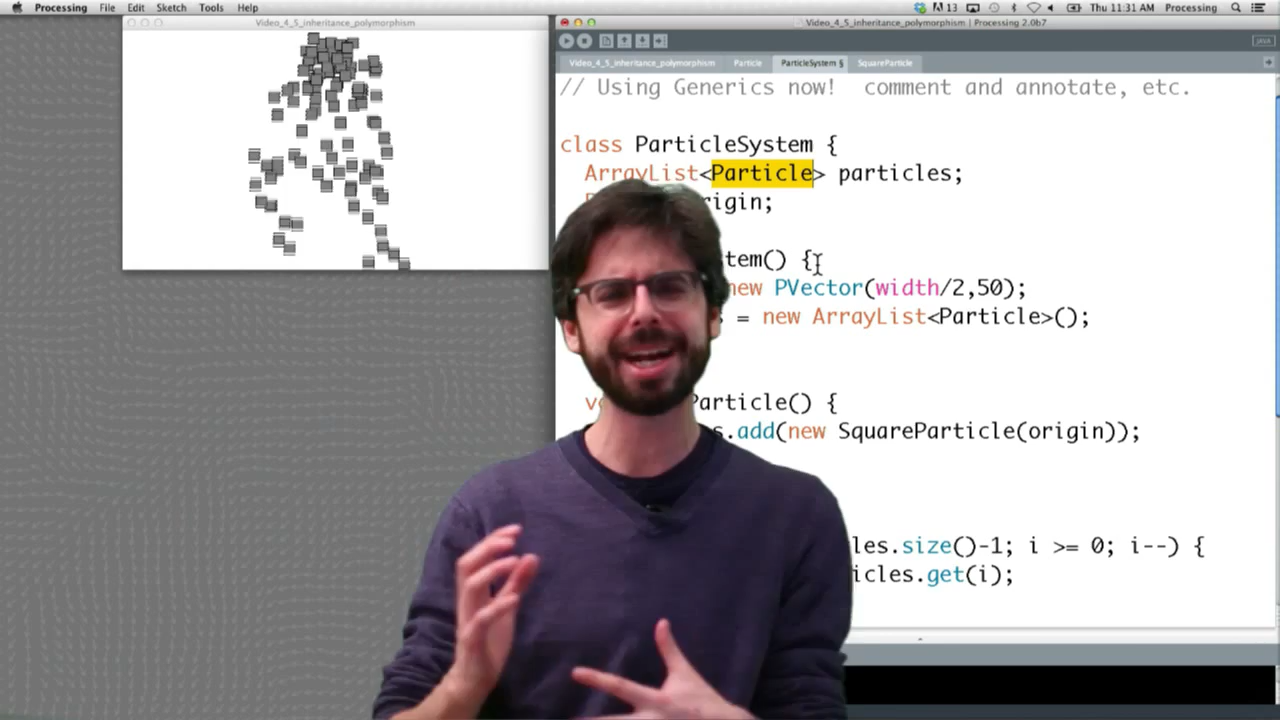 Processing File Edit Sketch Tools Help
13 Thu 11:31 AM Processing
Video_4_5_inheritance_polymorphism
Video_4_5_inheritance_polymorphism | Processing 2.0b7
JAVA
Video_4_5_inheritance_polymorphism Particle ParticleSystem § SquareParticle
// Using Generics now! comment and annotate, etc.
class ParticleSystem {
ArrayList<Particle> particles;
rigin;
stem() {
new PVector(width/2,50);
s = new ArrayList<Particle>();
Particle() {
s.add(new SquareParticle(origin));
les.size()-1; i >= 0; i--) {
icles.get(i);